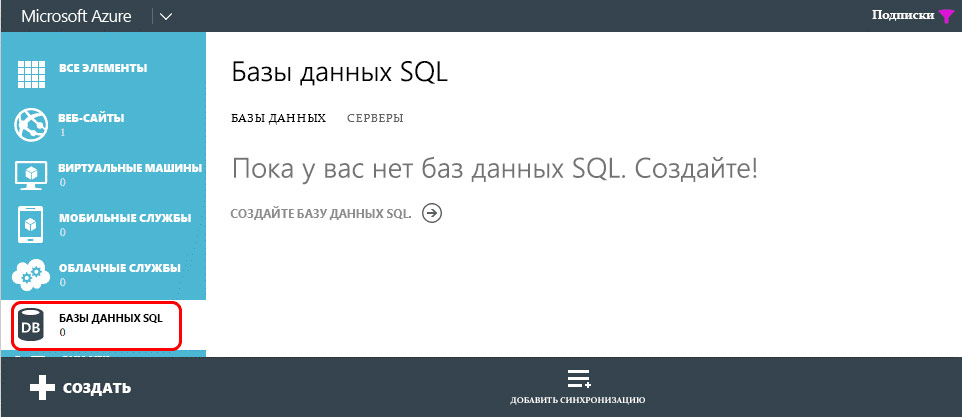 Microsoft Azure
Подписки
ВСЕ ЭЛЕМЕНТЫ
ВЕБ-САЙТЫ
1
ВИРТУАЛЬНЫЕ МАШИНЫ
0
МОБИЛЬНЫЕ СЛУЖБЫ
0
ОБЛАЧНЫЕ СЛУЖБЫ
0
DB
БАЗЫ ДАННЫХ SQL
0
Базы данных SQL
БАЗЫ ДАННЫХ СЕРВЕРЫ
Пока у вас нет баз данных SQL. Создайте!
СОЗДАЙТЕ БАЗУ ДАННЫХ SQL.
СОЗДАТЬ
ДОБАВИТЬ СИНХРОНИЗАЦИЮ